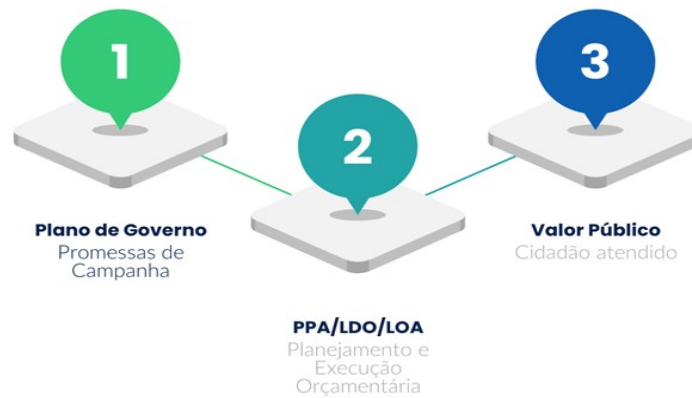 1
Plano de Governo
Promessas de
Campanha
2
PPA/LDO/LOA
Planejamento e
Execução
Orçamentária
3
Valor Público
Cidadão atendido